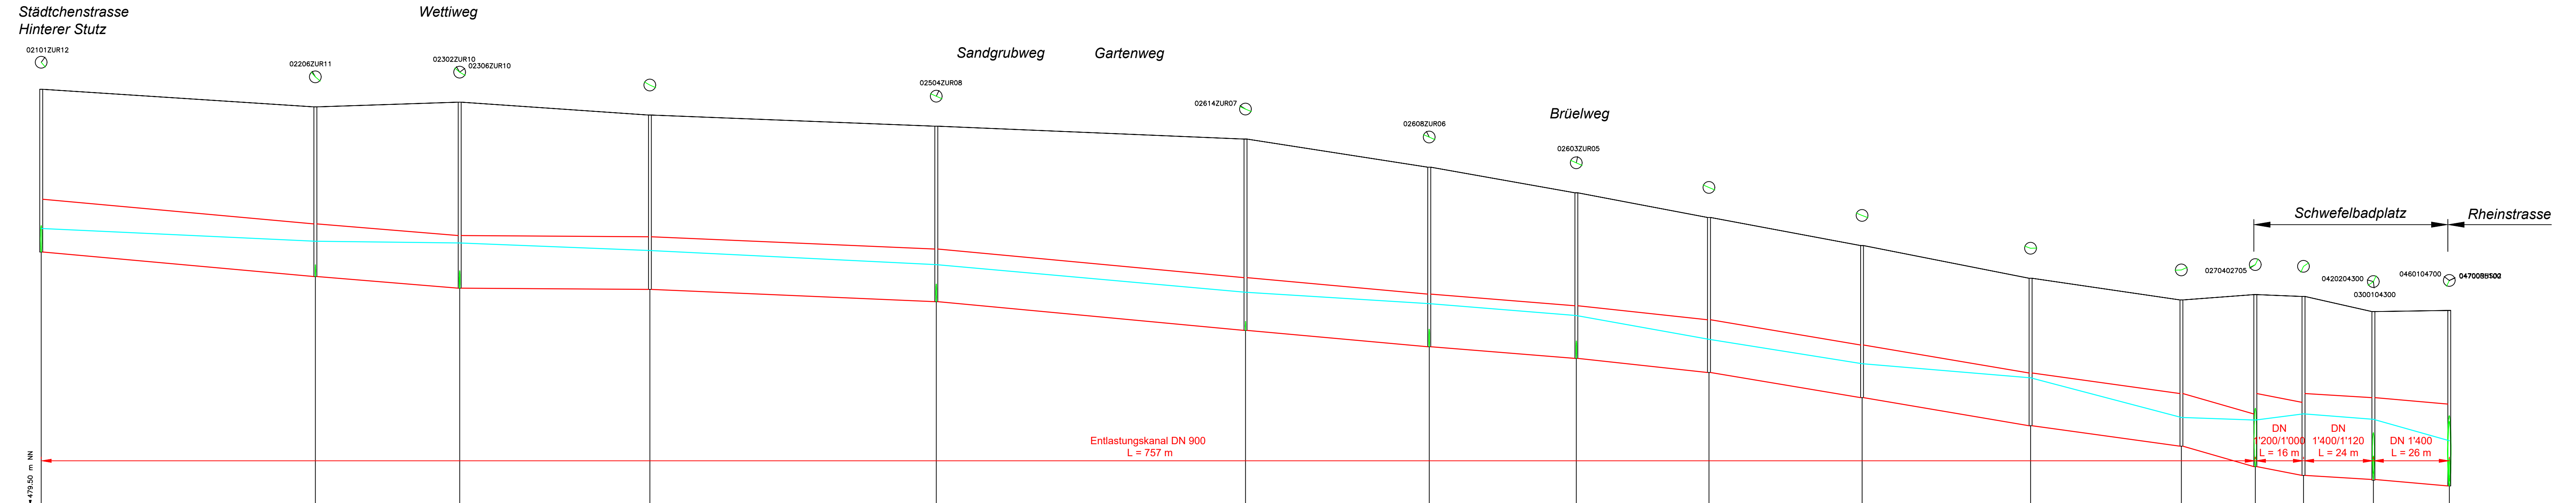 Städtchenstrasse
Hinterer Stutz
Wettiweg
Sandgrubweg
Gartenweg
Brüelweg
Schwefelbadplatz
Rheinstrasse
02101ZUR12
02206ZUR11
02302ZUR10
02306ZUR10
02504ZUR08
02614ZUR07
02608ZUR06
02603ZUR05
0270402705
0420204300
0300104300
0460104700
Entlastungskanal DN 900
L = 757 m
DN
1'200/1'000
L = 16 m
DN
1'400/1'120
L = 24 m
DN 1'400
L = 26 m
479.50 m NN